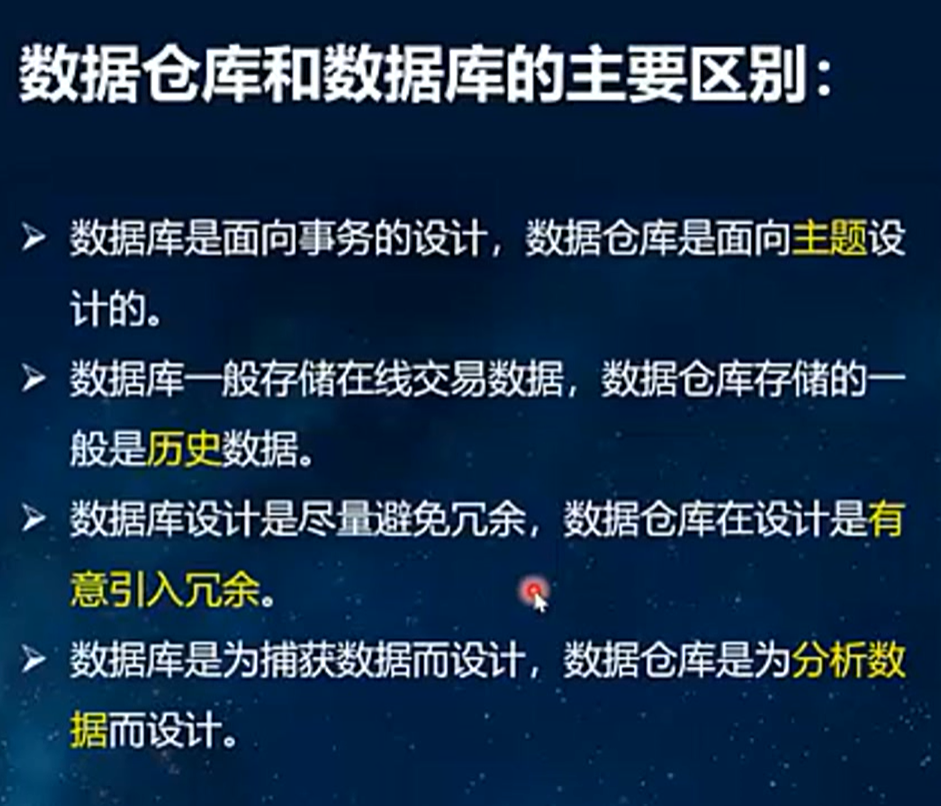 数据仓库和数据库的主要区别：
➢ 数据库是面向事务的设计，数据仓库是面向主题设
计的。
➢ 数据库一般存储在线交易数据，数据仓库存储的一
般是历史数据。
➢ 数据库设计是尽量避免冗余，数据仓库在设计是有
意引入冗余。
➢ 数据库是为捕获数据而设计，数据仓库是为分析数
据而设计。